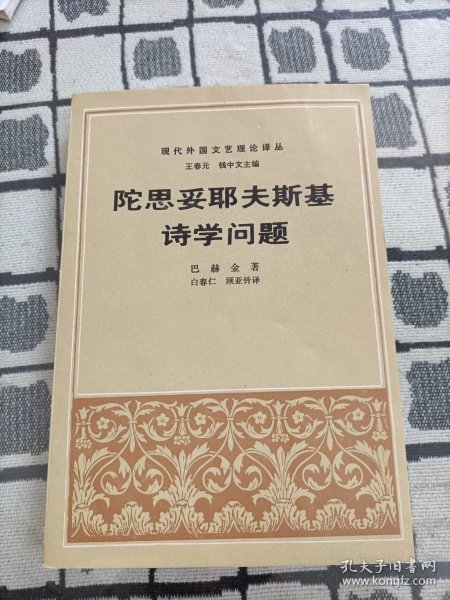 现代外国文艺理论译丛
王春元 钱中文主编
陀思妥耶夫斯基
诗学问题
巴赫金著
白春仁 顾亚铃译
孔夫子旧书网
www.kongfz.com